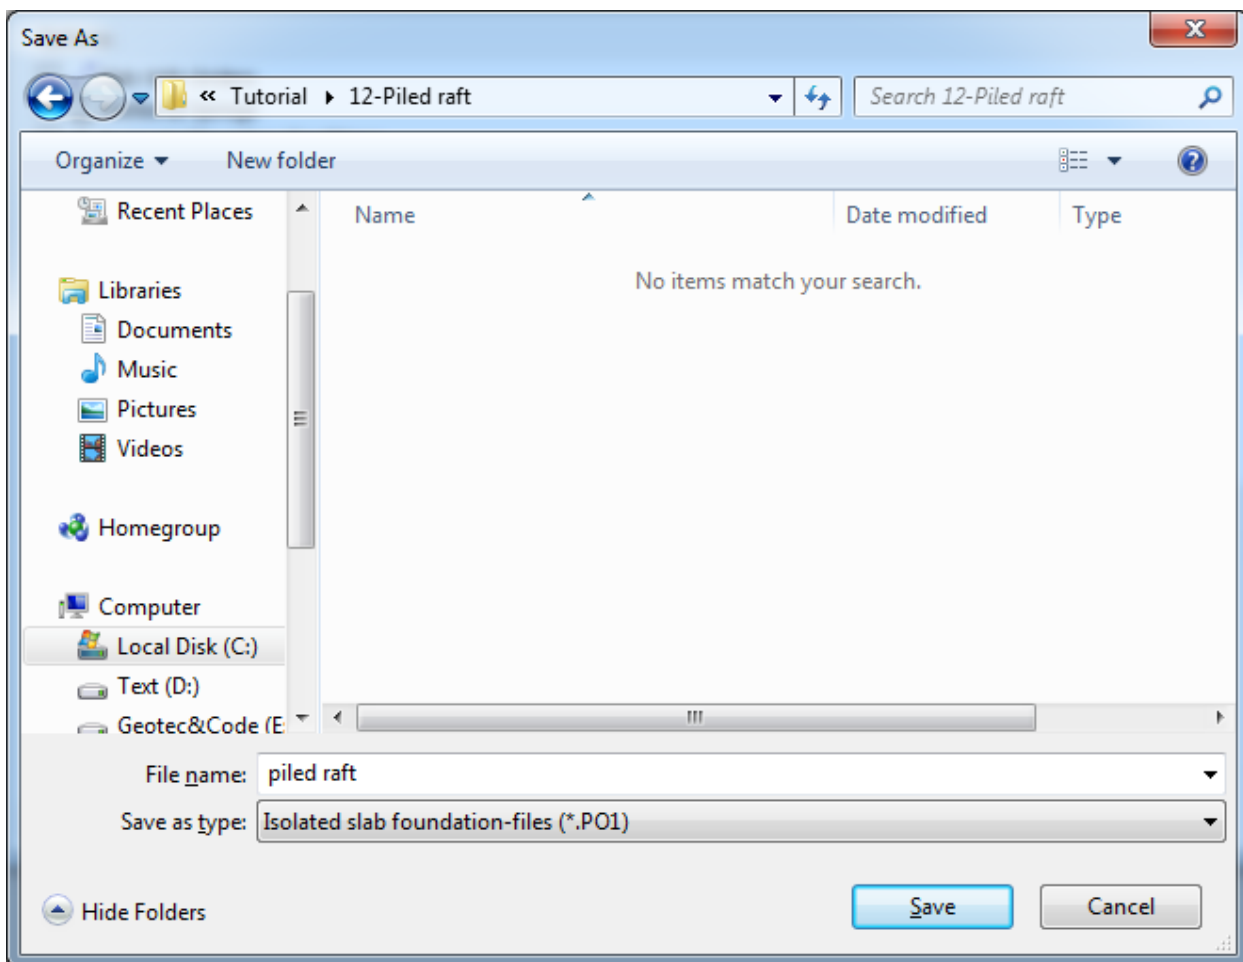 Save As
« Tutorial ▸ 12-Piled raft
Search 12-Piled raft
Organize
New folder
Name
Date modified
Type
No items match your search.
Recent Places
Libraries
Documents
Music
Pictures
Videos
Homegroup
Computer
Local Disk (C:)
Text (D:)
Geotec&Code (E:
File name: piled raft
Save as type: Isolated slab foundation-files (*.PO1)
Hide Folders
Save
Cancel